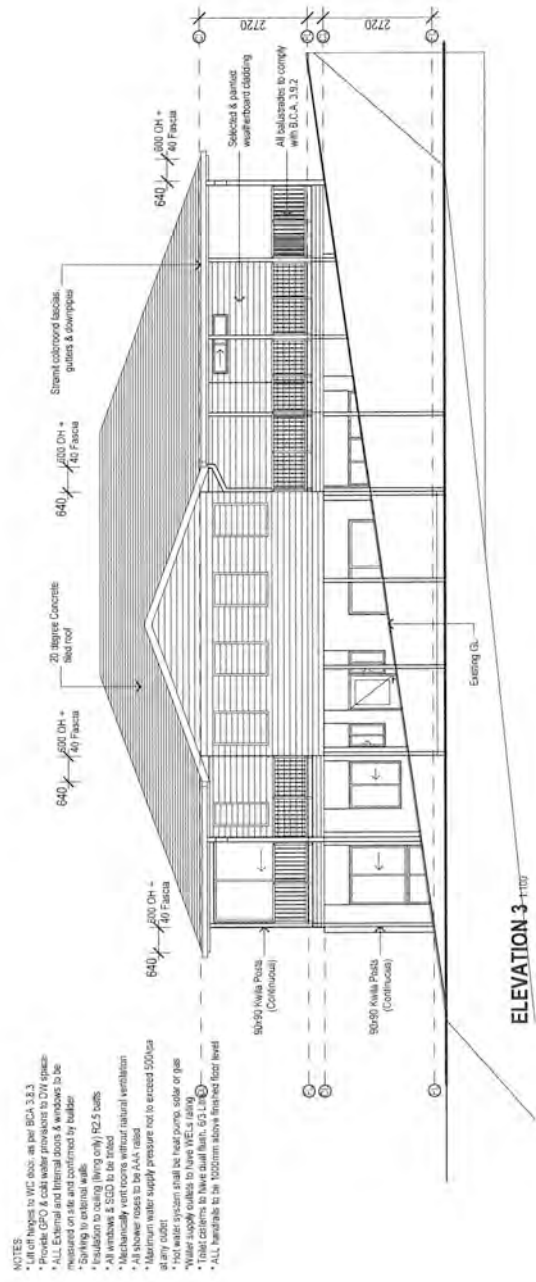 NOTES:
* Lift off hinges to WC door, as per BCA 3.8.3
* Provide GPO & cold water provisions to DW space
* ALL External and Internal doors & windows to be
measured on site and confirmed by builder
* Sarking to external walls
* Insulation to ceiling (living only) R2.5 batts
* All windows & SGD to be tinted
* Mechanically vent rooms without natural ventilation
* All shower roses to be AAA rated
* Maximum water supply pressure not to exceed 500kpa
at any outlet
* Hot water system shall be heat pump, solar or gas
*Water supply outlets to have WELs rating
* Toilet cisterns to have dual flush, 6/3
* ALL handrails to be 1000mm above finished floor level
640
600 OH +
40 Fascia
640
600 OH +
40 Fascia
20 degree Concrete
tiled roof
640
600 OH +
40 Fascia
Stramit colorbond fascias,
gutters & downpipes
640
600 OH +
40 Fascia
Selected & painted
weatherboard cladding
All balustrades to comply
with B.C.A. 3.9.2
2720
2720
90x90 Kwila Posts
(Continuous)
90x90 Kwila Posts
(Continuous)
Existing GL
ELEVATION 3 1:100